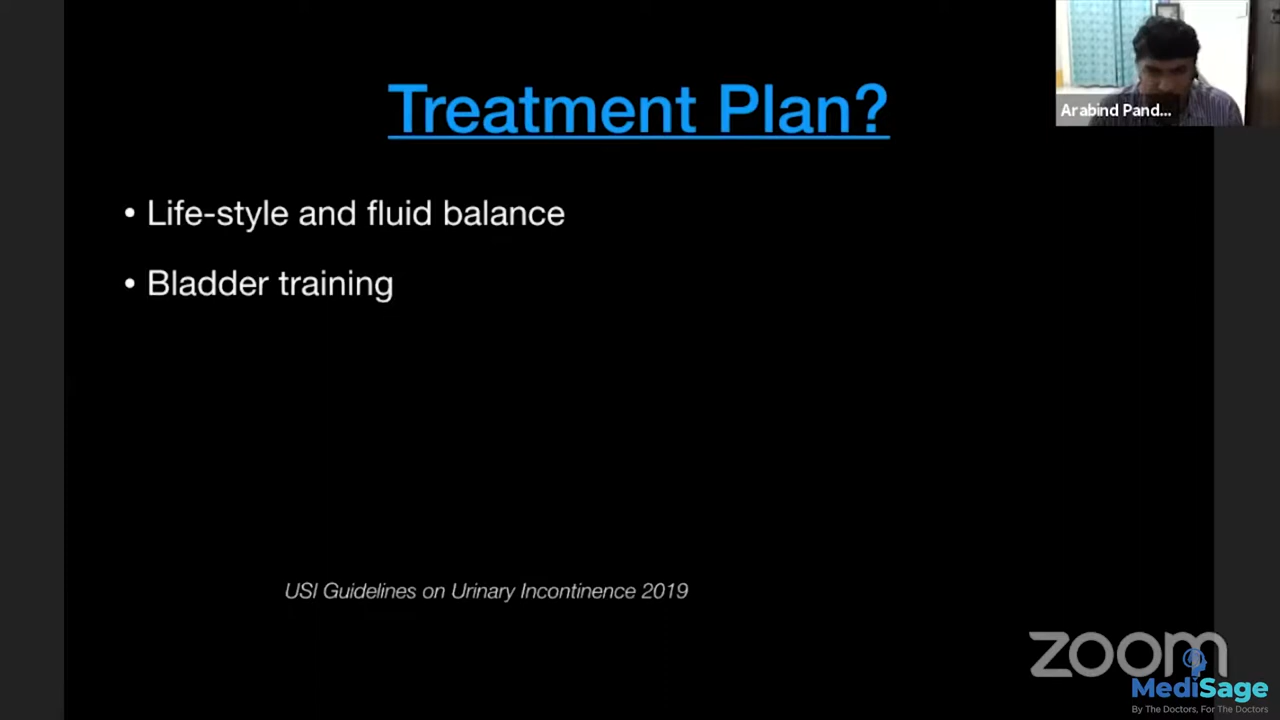 Treatment Plan?
Arabind Pand...
• Life-style and fluid balance
• Bladder training
USI Guidelines on Urinary Incontinence 2019
zoom
MediSage
By The Doctors, For The Doctors